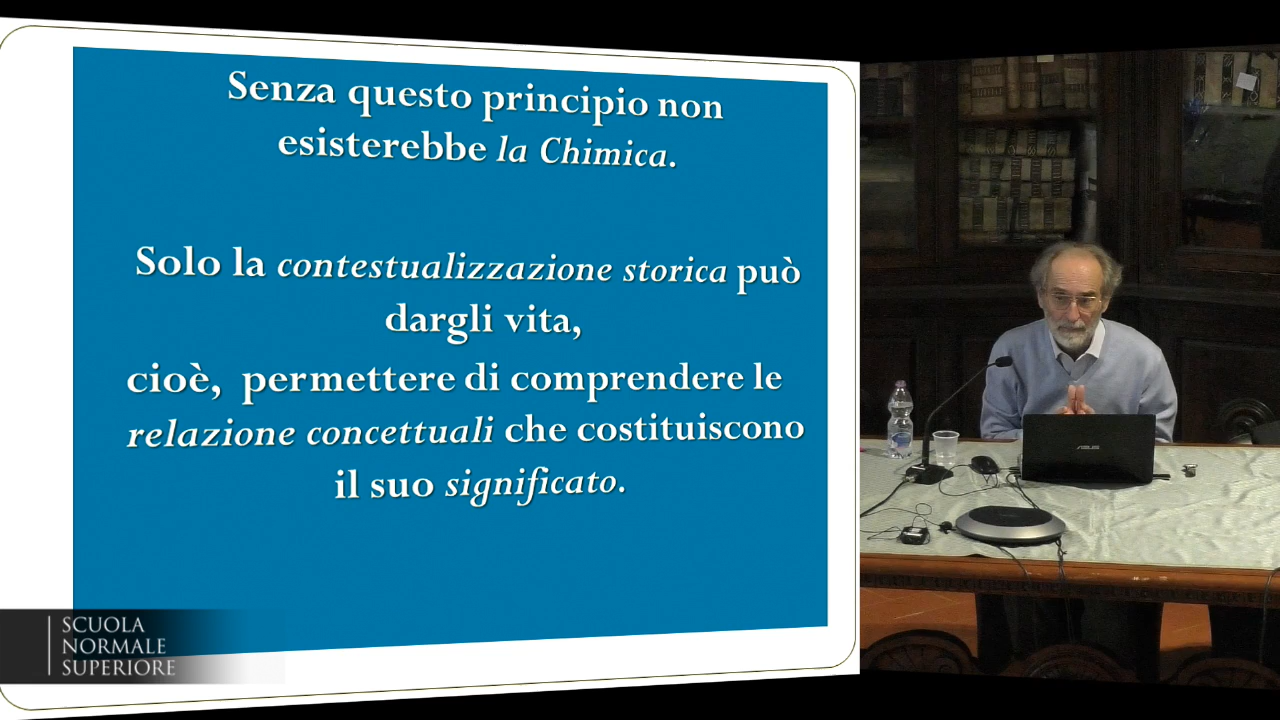 Senza questo principio non
esisterebbe la Chimica.
Solo la contestualizzazione storica può
dargli vita,
cioè, permettere di comprendere le
relazione concettuali che costituiscono
il suo significato.
SCUOLA
NORMALE
SUPERIORE
ASUS